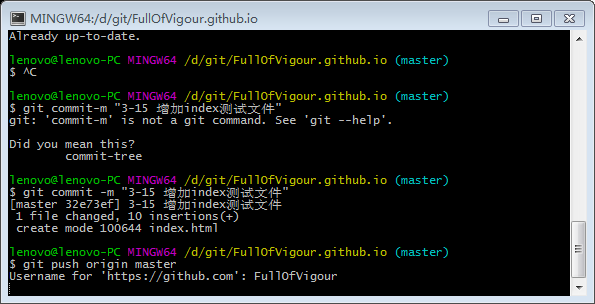 MINGW64:/d/git/FullOfVigour.github.io
Already up-to-date.
lenovo@lenovo-PC MINGW64 /d/git/FullOfVigour.github.io (master)
$ ^C
lenovo@lenovo-PC MINGW64 /d/git/FullOfVigour.github.io (master)
$ git commit-m "3-15 增加index测试文件"
git: 'commit-m' is not a git command. See 'git --help'.
Did you mean this?
commit-tree
lenovo@lenovo-PC MINGW64 /d/git/FullOfVigour.github.io (master)
$ git commit -m "3-15 增加index测试文件"
[master 32e73ef] 3-15 增加index测试文件
1 file changed, 10 insertions(+)
create mode 100644 index.html
lenovo@lenovo-PC MINGW64 /d/git/FullOfVigour.github.io (master)
$ git push origin master
Username for 'https://github.com': FullOfVigour